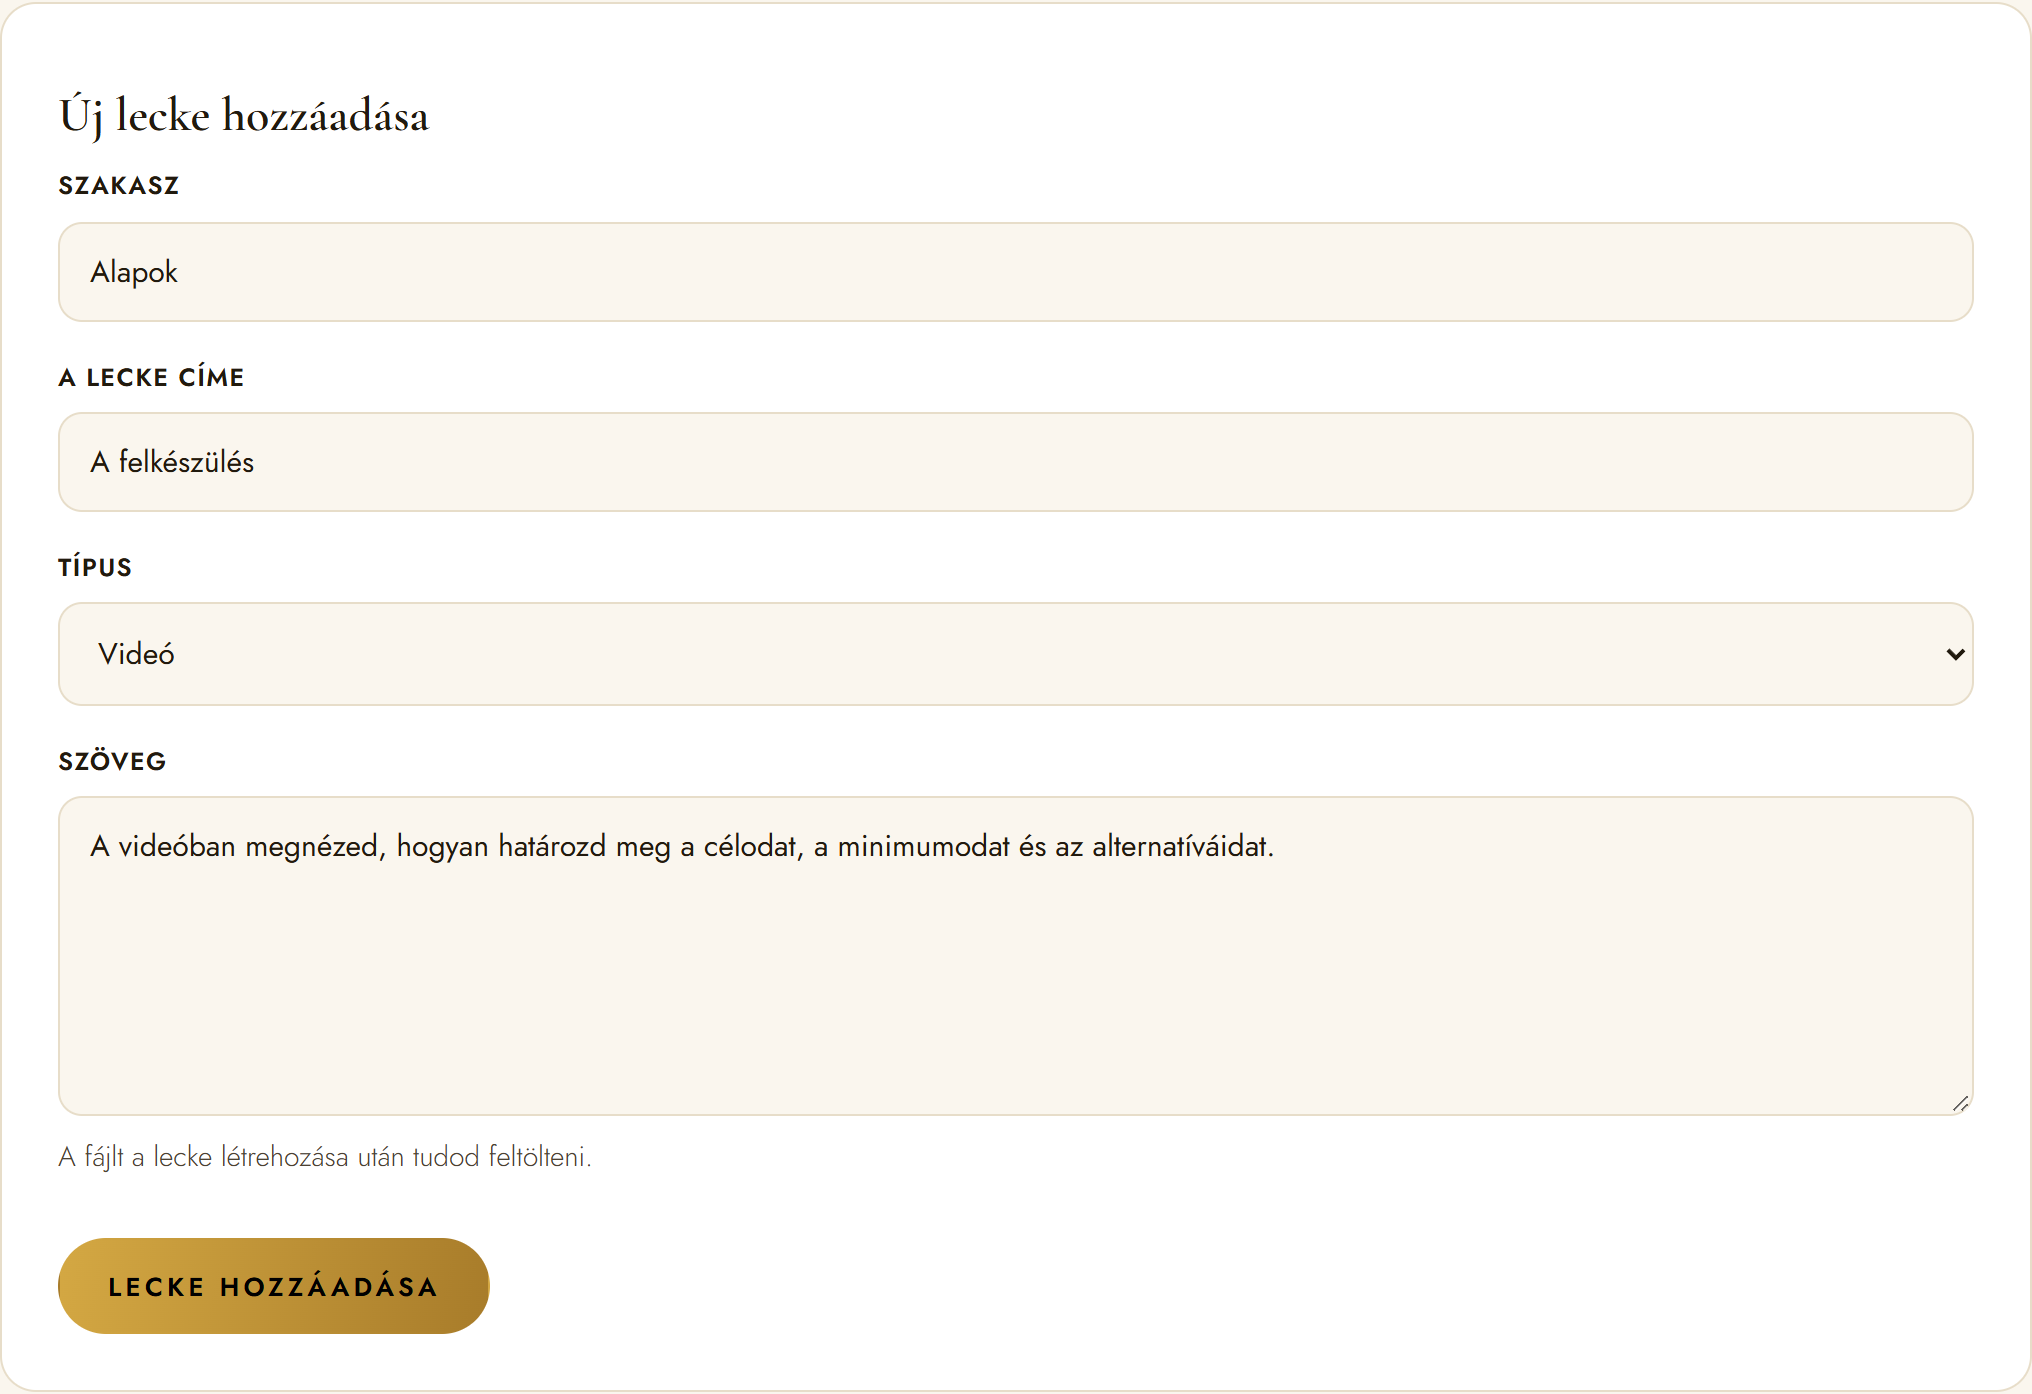 Új lecke hozzáadása
SZAKASZ
Alapok
A LECKE CÍME
A felkészülés
TÍPUS
Videó
SZÖVEG
A videóban megnézed, hogyan határozd meg a célodat, a minimumodat és az alternatíváidat.
A fájlt a lecke létrehozása után tudod feltölteni.
LECKE HOZZÁADÁSA